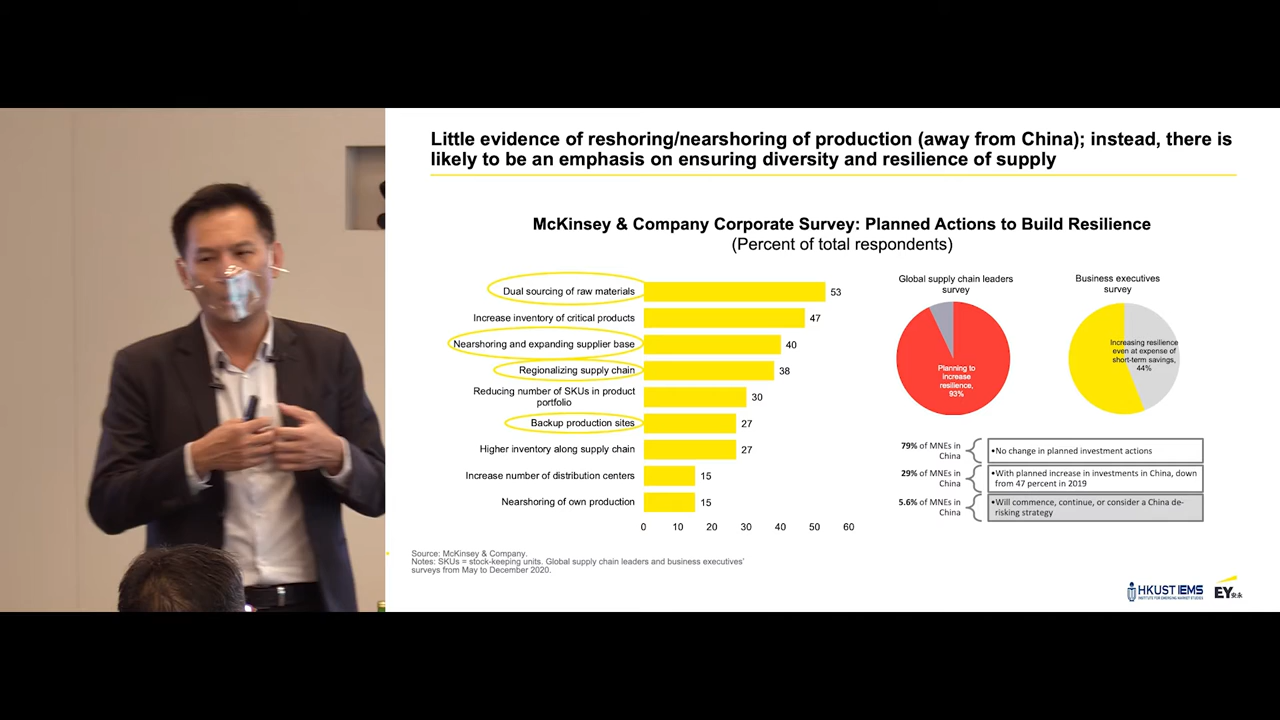 Little evidence of reshoring/nearshoring of production (away from China); instead, there is
likely to be an emphasis on ensuring diversity and resilience of supply
McKinsey & Company Corporate Survey: Planned Actions to Build Resilience
(Percent of total respondents)
Dual sourcing of raw materials
53
Increase inventory of critical products
47
Nearshoring and expanding supplier base
40
Regionalizing supply chain
38
Reducing number of SKUs in product
portfolio
30
Backup production sites
27
Higher inventory along supply chain
27
Increase number of distribution centers
15
Nearshoring of own production
15
0 10 20 30 40 50 60
Global supply chain leaders
survey
Planning to
increase
resilience,
93%
Business executives
survey
Increasing resilience
even at expense of
short-term savings,
44%
79% of MNEs in
China
•No change in planned investment actions
29% of MNEs in
China
•With planned increase in investments in China, down
from 47 percent in 2019
5.6% of MNEs in
China
•Will commence, continue, or consider a China de-
risking strategy
Source: McKinsey & Company.
Notes: SKUs = stock-keeping units. Global supply chain leaders and business executives'
surveys from May to December 2020.
HKUST IEMS
INSTITUTE FOR EMERGING MARKET STUDIES
EY安永